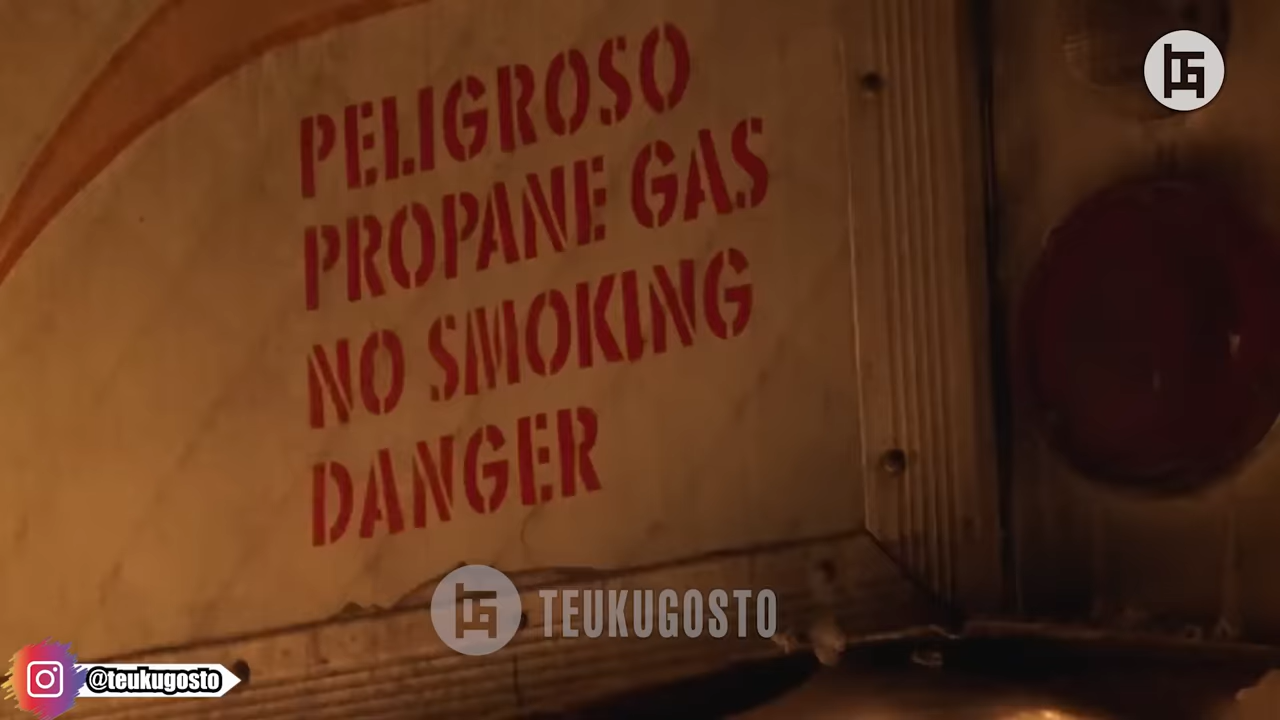 PELIGROSO
PROPANE GAS
NO SMOKING
DANGER
TEUKUGOSTO
@teukugosto